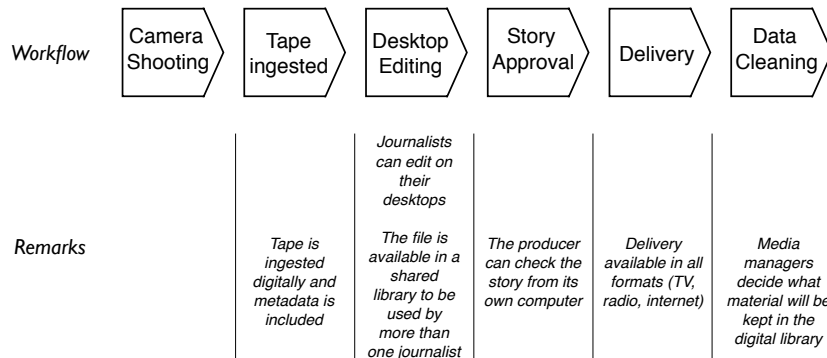 Workflow
Camera
Shooting
Tape
ingested
Desktop
Editing
Story
Approval
Delivery
Data
Cleaning
Remarks
Tape is
ingested
digitally and
metadata is
included
Journalists
can edit on
their
desktops
The file is
available in a
shared
library to be
used by
more than
one journalist
The producer
can check the
story from its
own computer
Delivery
available in all
formats (TV,
radio, internet)
Media
managers
decide what
material will be
kept in the
digital library